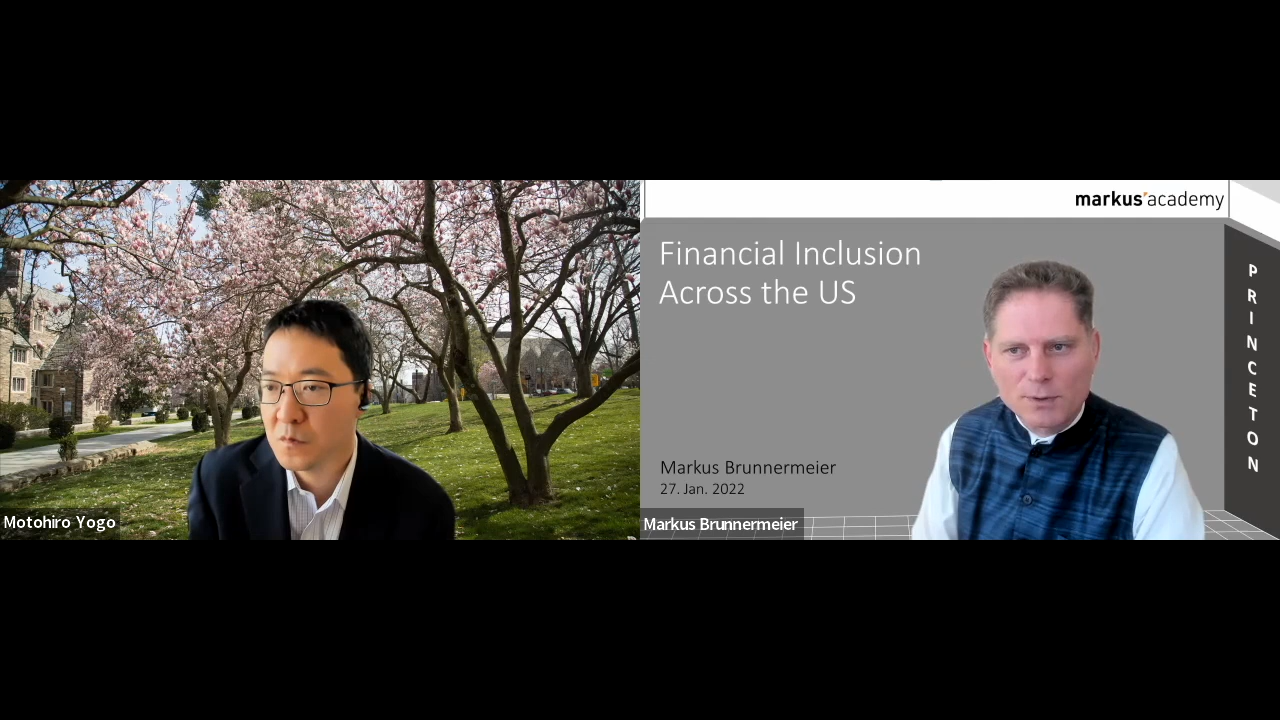 Motohiro Yogo
markus'academy
Financial Inclusion
Across the US
Markus Brunnermeier
27. Jan. 2022
Markus Brunnermeier
PRINCETON